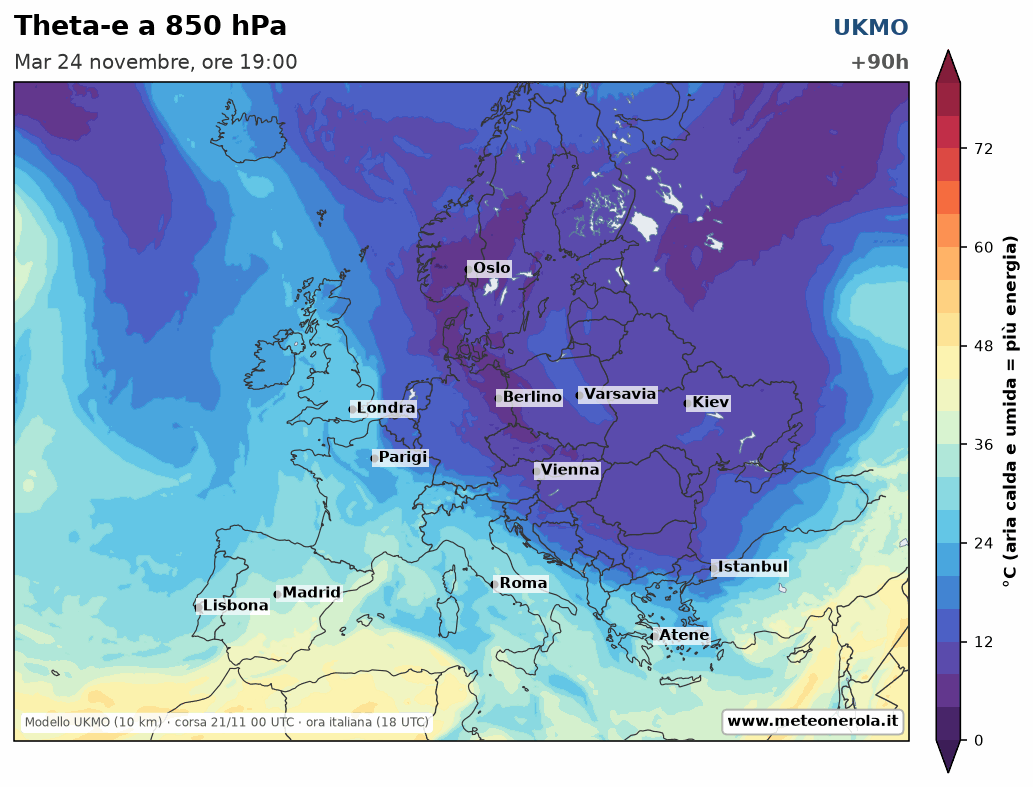 Theta-e a 850 hPa
UKMO
Mar 24 novembre, ore 19:00
+90h
72
60
48
36
24
12
0
°C (aria calda e umida = più energia)
Oslo
Berlino
Varsavia
Kiev
Londra
Parigi
Vienna
Istanbul
Roma
Madrid
Lisbona
Atene
Modello UKMO (10 km) · corsa 21/11 00 UTC · ora italiana (18 UTC)
www.meteonerola.it